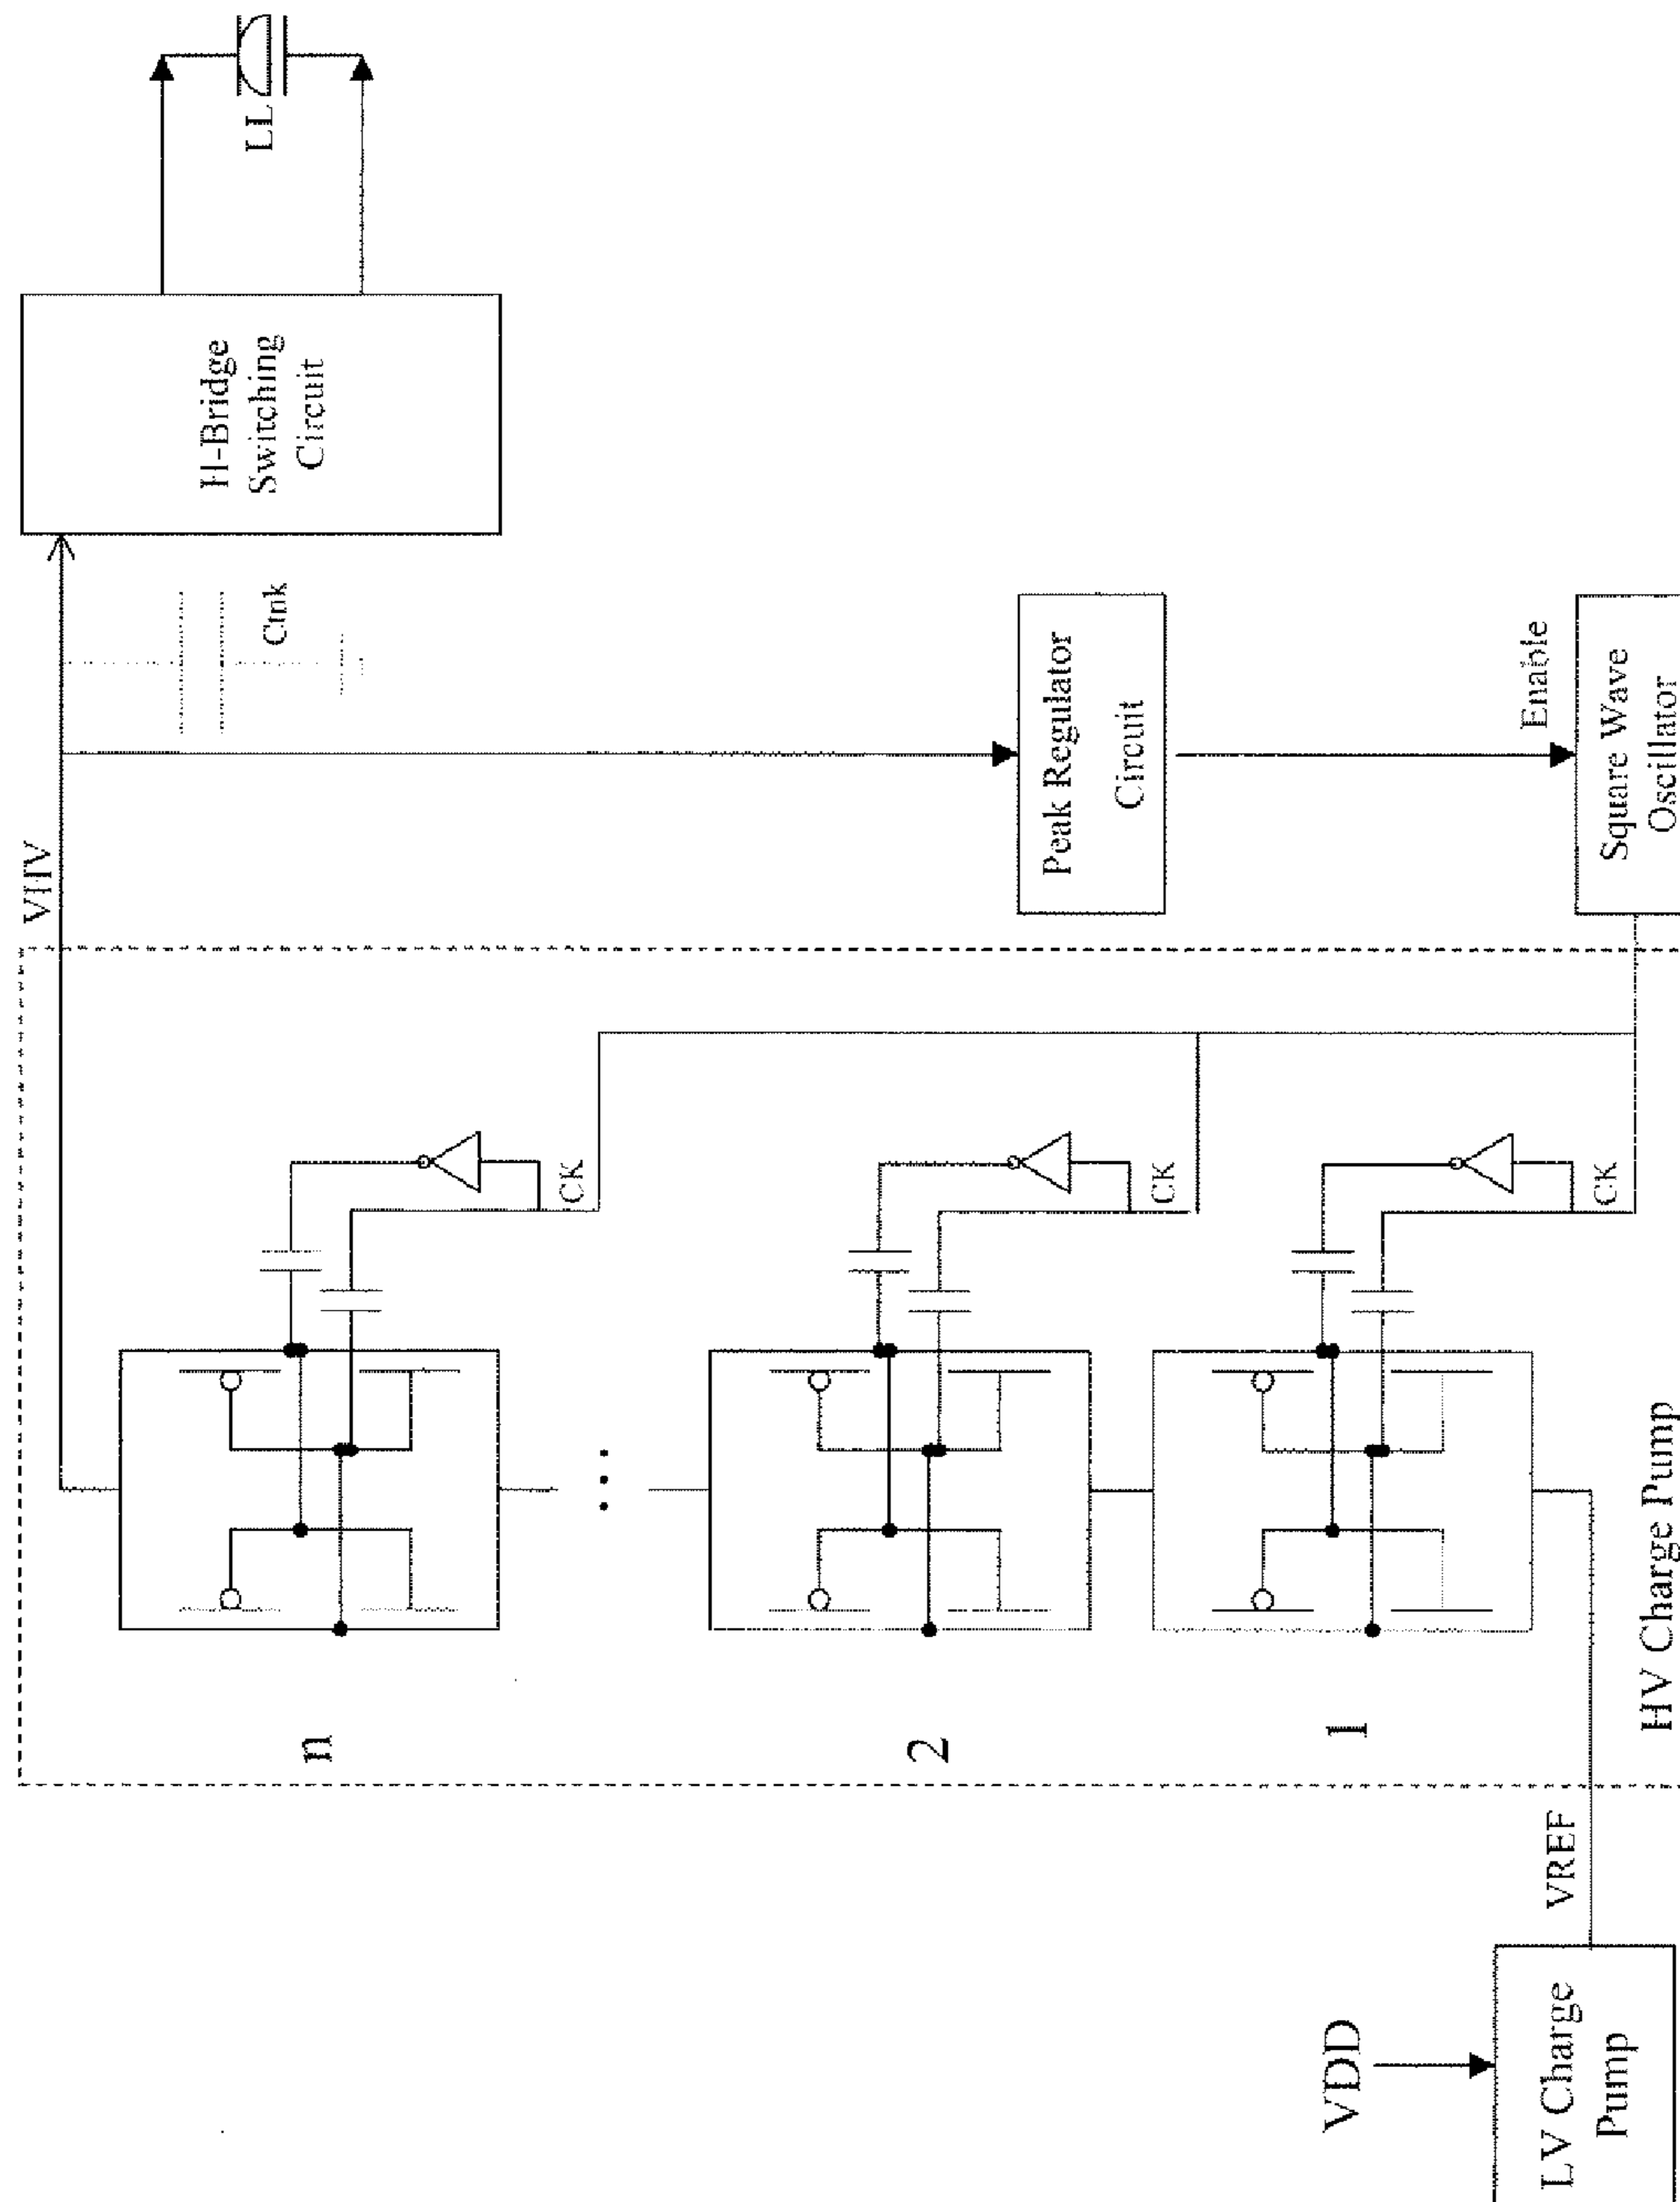 LL
H-Bridge
Switching
Circuit
Ctnk
VHV
Peak Regulator
Circuit
Enable
Square Wave
Oscillator
CK
CK
CK
n
2
1
HV Charge Pump
VREF
VDD
LV Charge
Pump